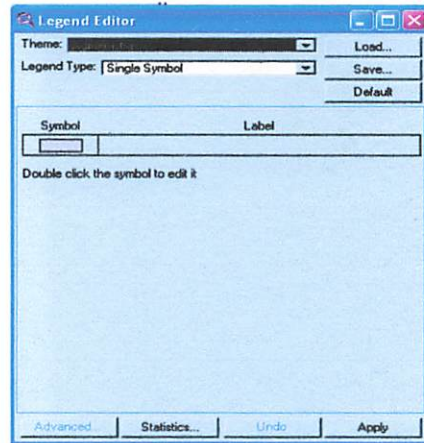 Legend Editor
Theme:
Load...
Legend Type: Single Symbol
Save...
Default
Symbol Label
Double click the symbol to edit it
Advanced... Statistics... Undo Apply